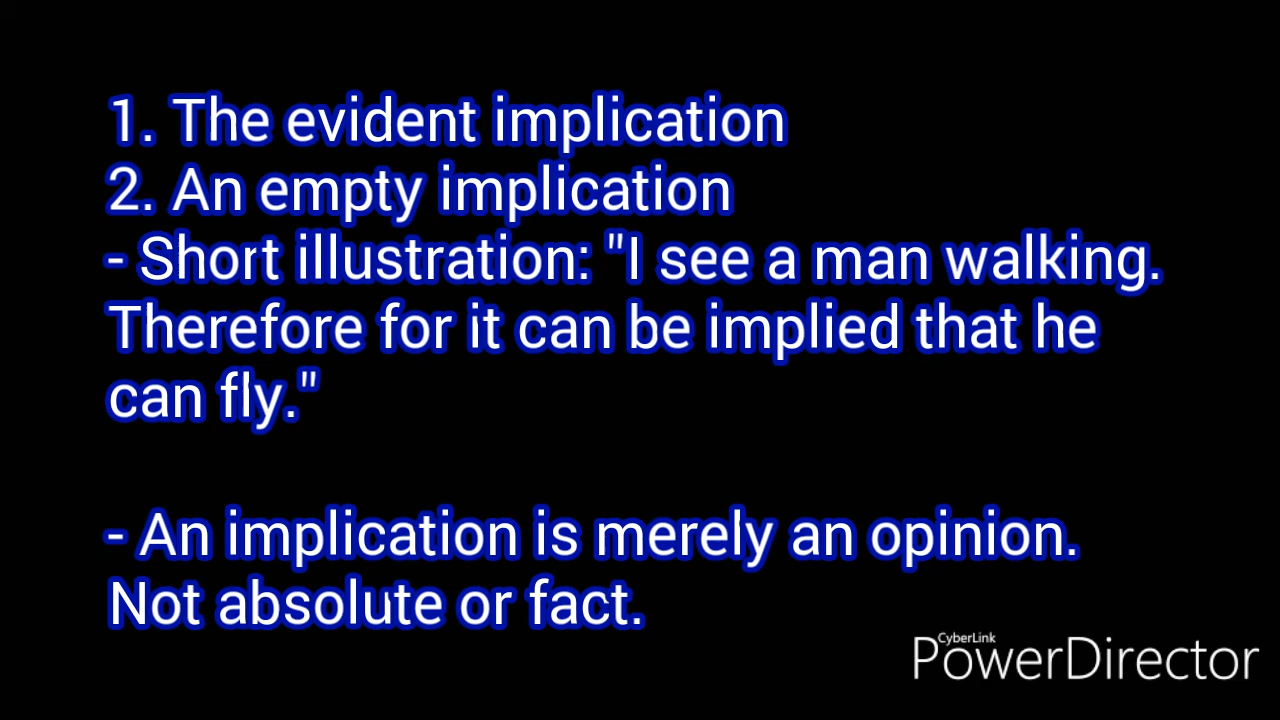 1. The evident implication
2. An empty implication
- Short illustration: "I see a man walking.
Therefore for it can be implied that he
can fly."
- An implication is merely an opinion.
Not absolute or fact.
CyberLink
PowerDirector